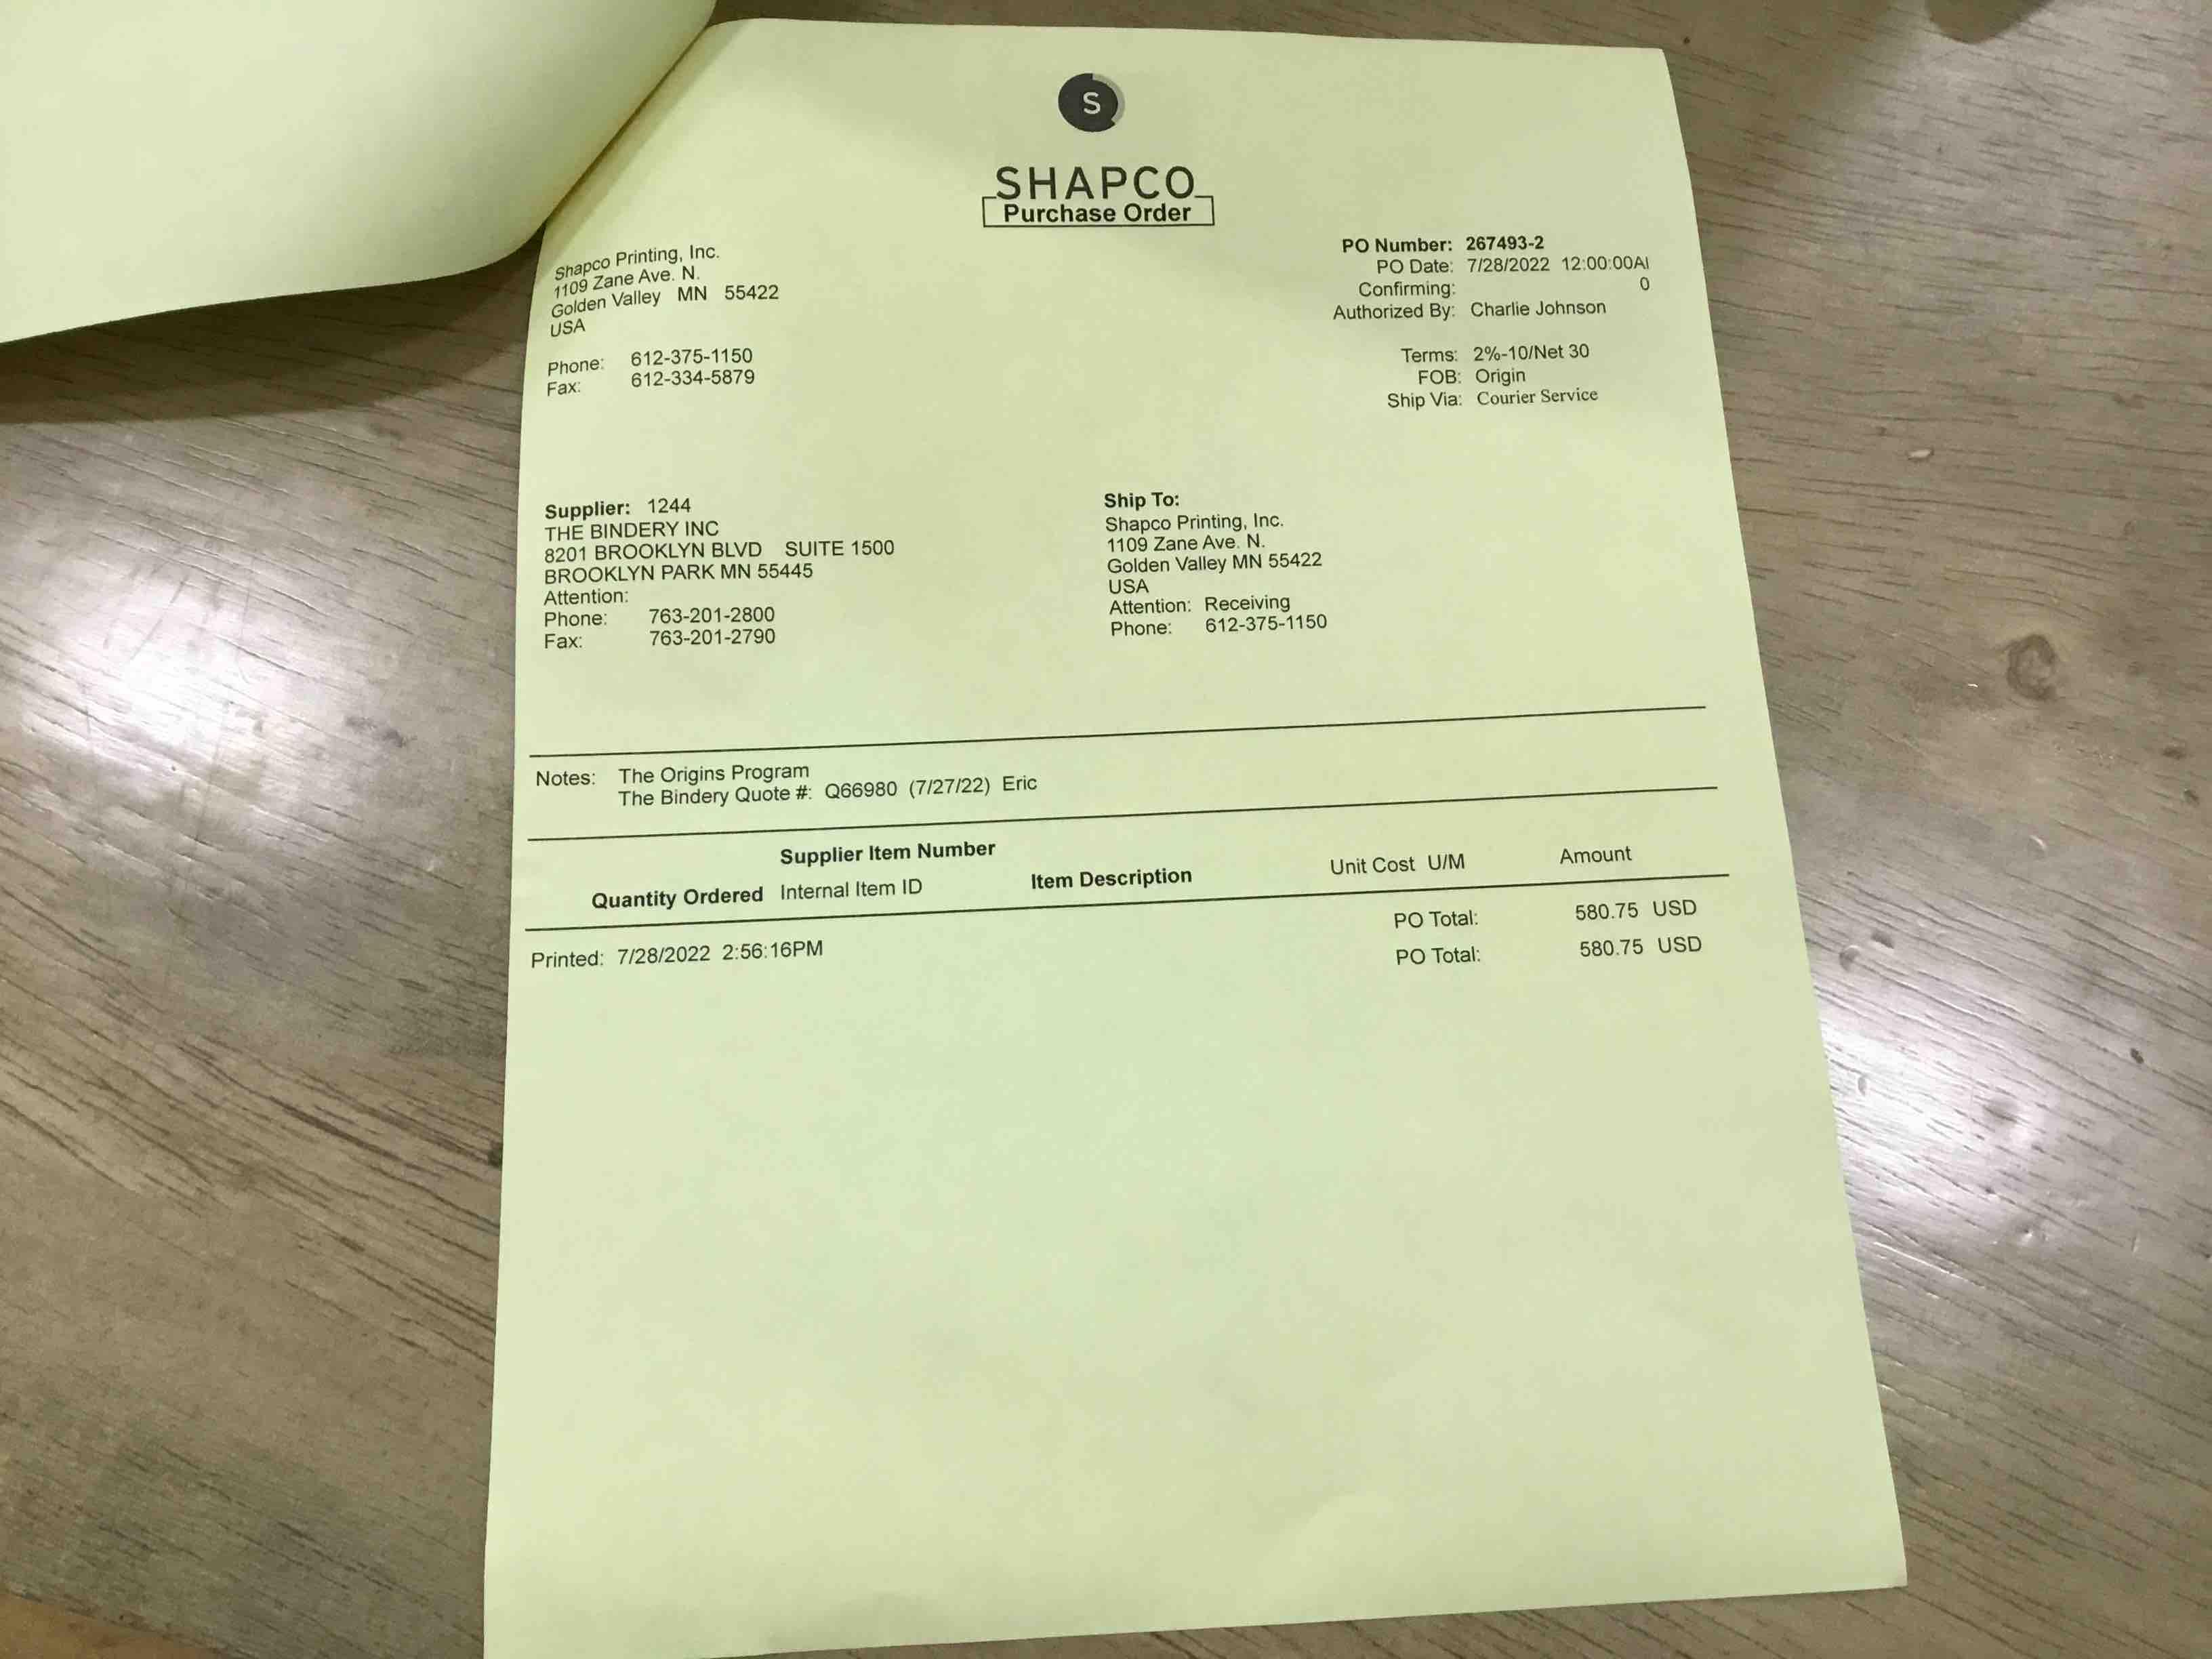 S
SHAPCO
Purchase Order
Shapco Printing, Inc.
1109 Zane Ave. N.
Golden Valley MN 55422
USA
Phone: 612-375-1150
Fax: 612-334-5879
PO Number: 267493-2
PO Date: 7/28/2022 12:00:00AI
Confirming: 0
Authorized By: Charlie Johnson
Terms: 2%-10/Net 30
FOB: Origin
Ship Via: Courier Service
Supplier: 1244
THE BINDERY INC
8201 BROOKLYN BLVD SUITE 1500
BROOKLYN PARK MN 55445
Attention:
Phone: 763-201-2800
Fax: 763-201-2790
Ship To:
Shapco Printing, Inc.
1109 Zane Ave. N.
Golden Valley MN 55422
USA
Attention: Receiving
Phone: 612-375-1150
Notes: The Origins Program
The Bindery Quote #: Q66980 (7/27/22) Eric
Supplier Item Number
Quantity Ordered Internal Item ID Item Description Unit Cost U/M Amount
PO Total: 580.75 USD
Printed: 7/28/2022 2:56:16PM PO Total: 580.75 USD